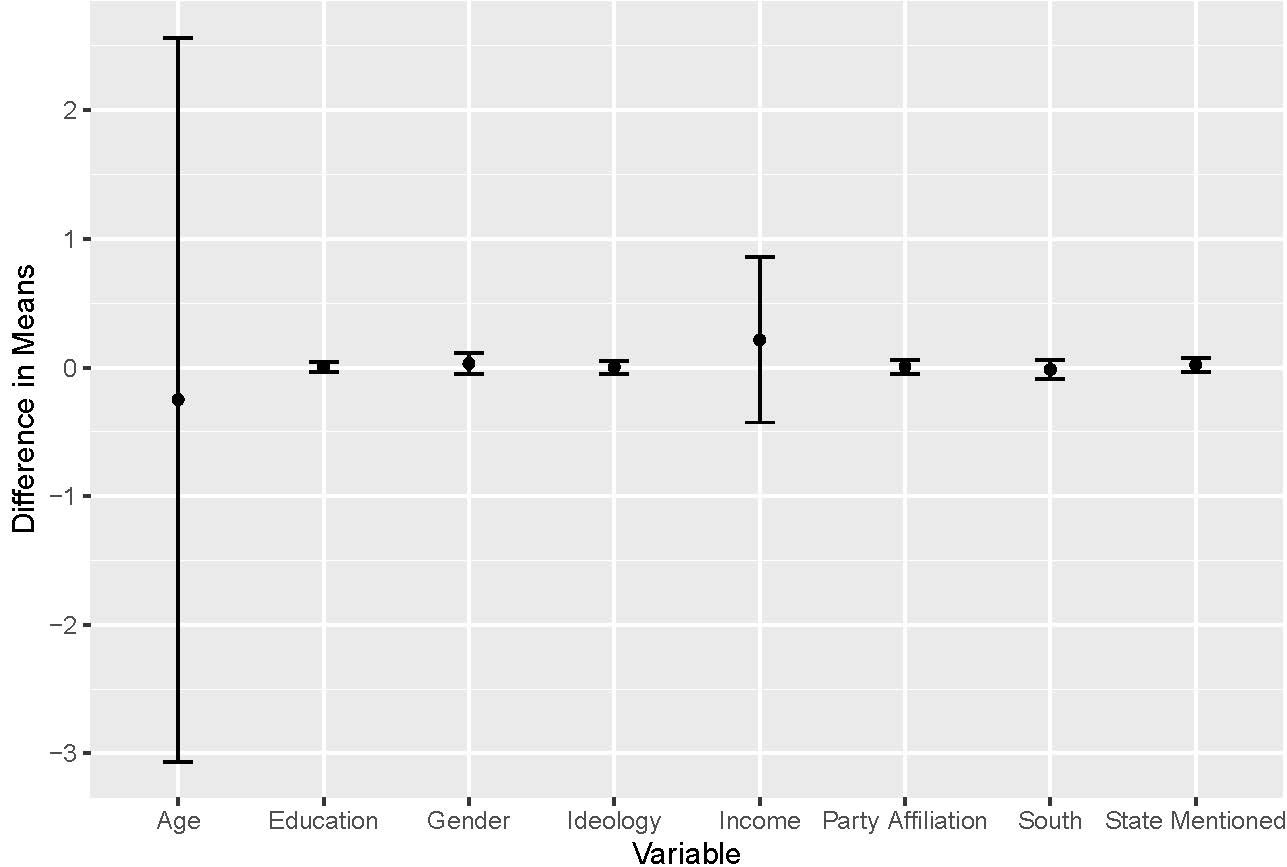 Difference in Means
2
1
0
−1
−2
−3
Age Education Gender Ideology Income Party Affiliation South State Mentioned
Variable